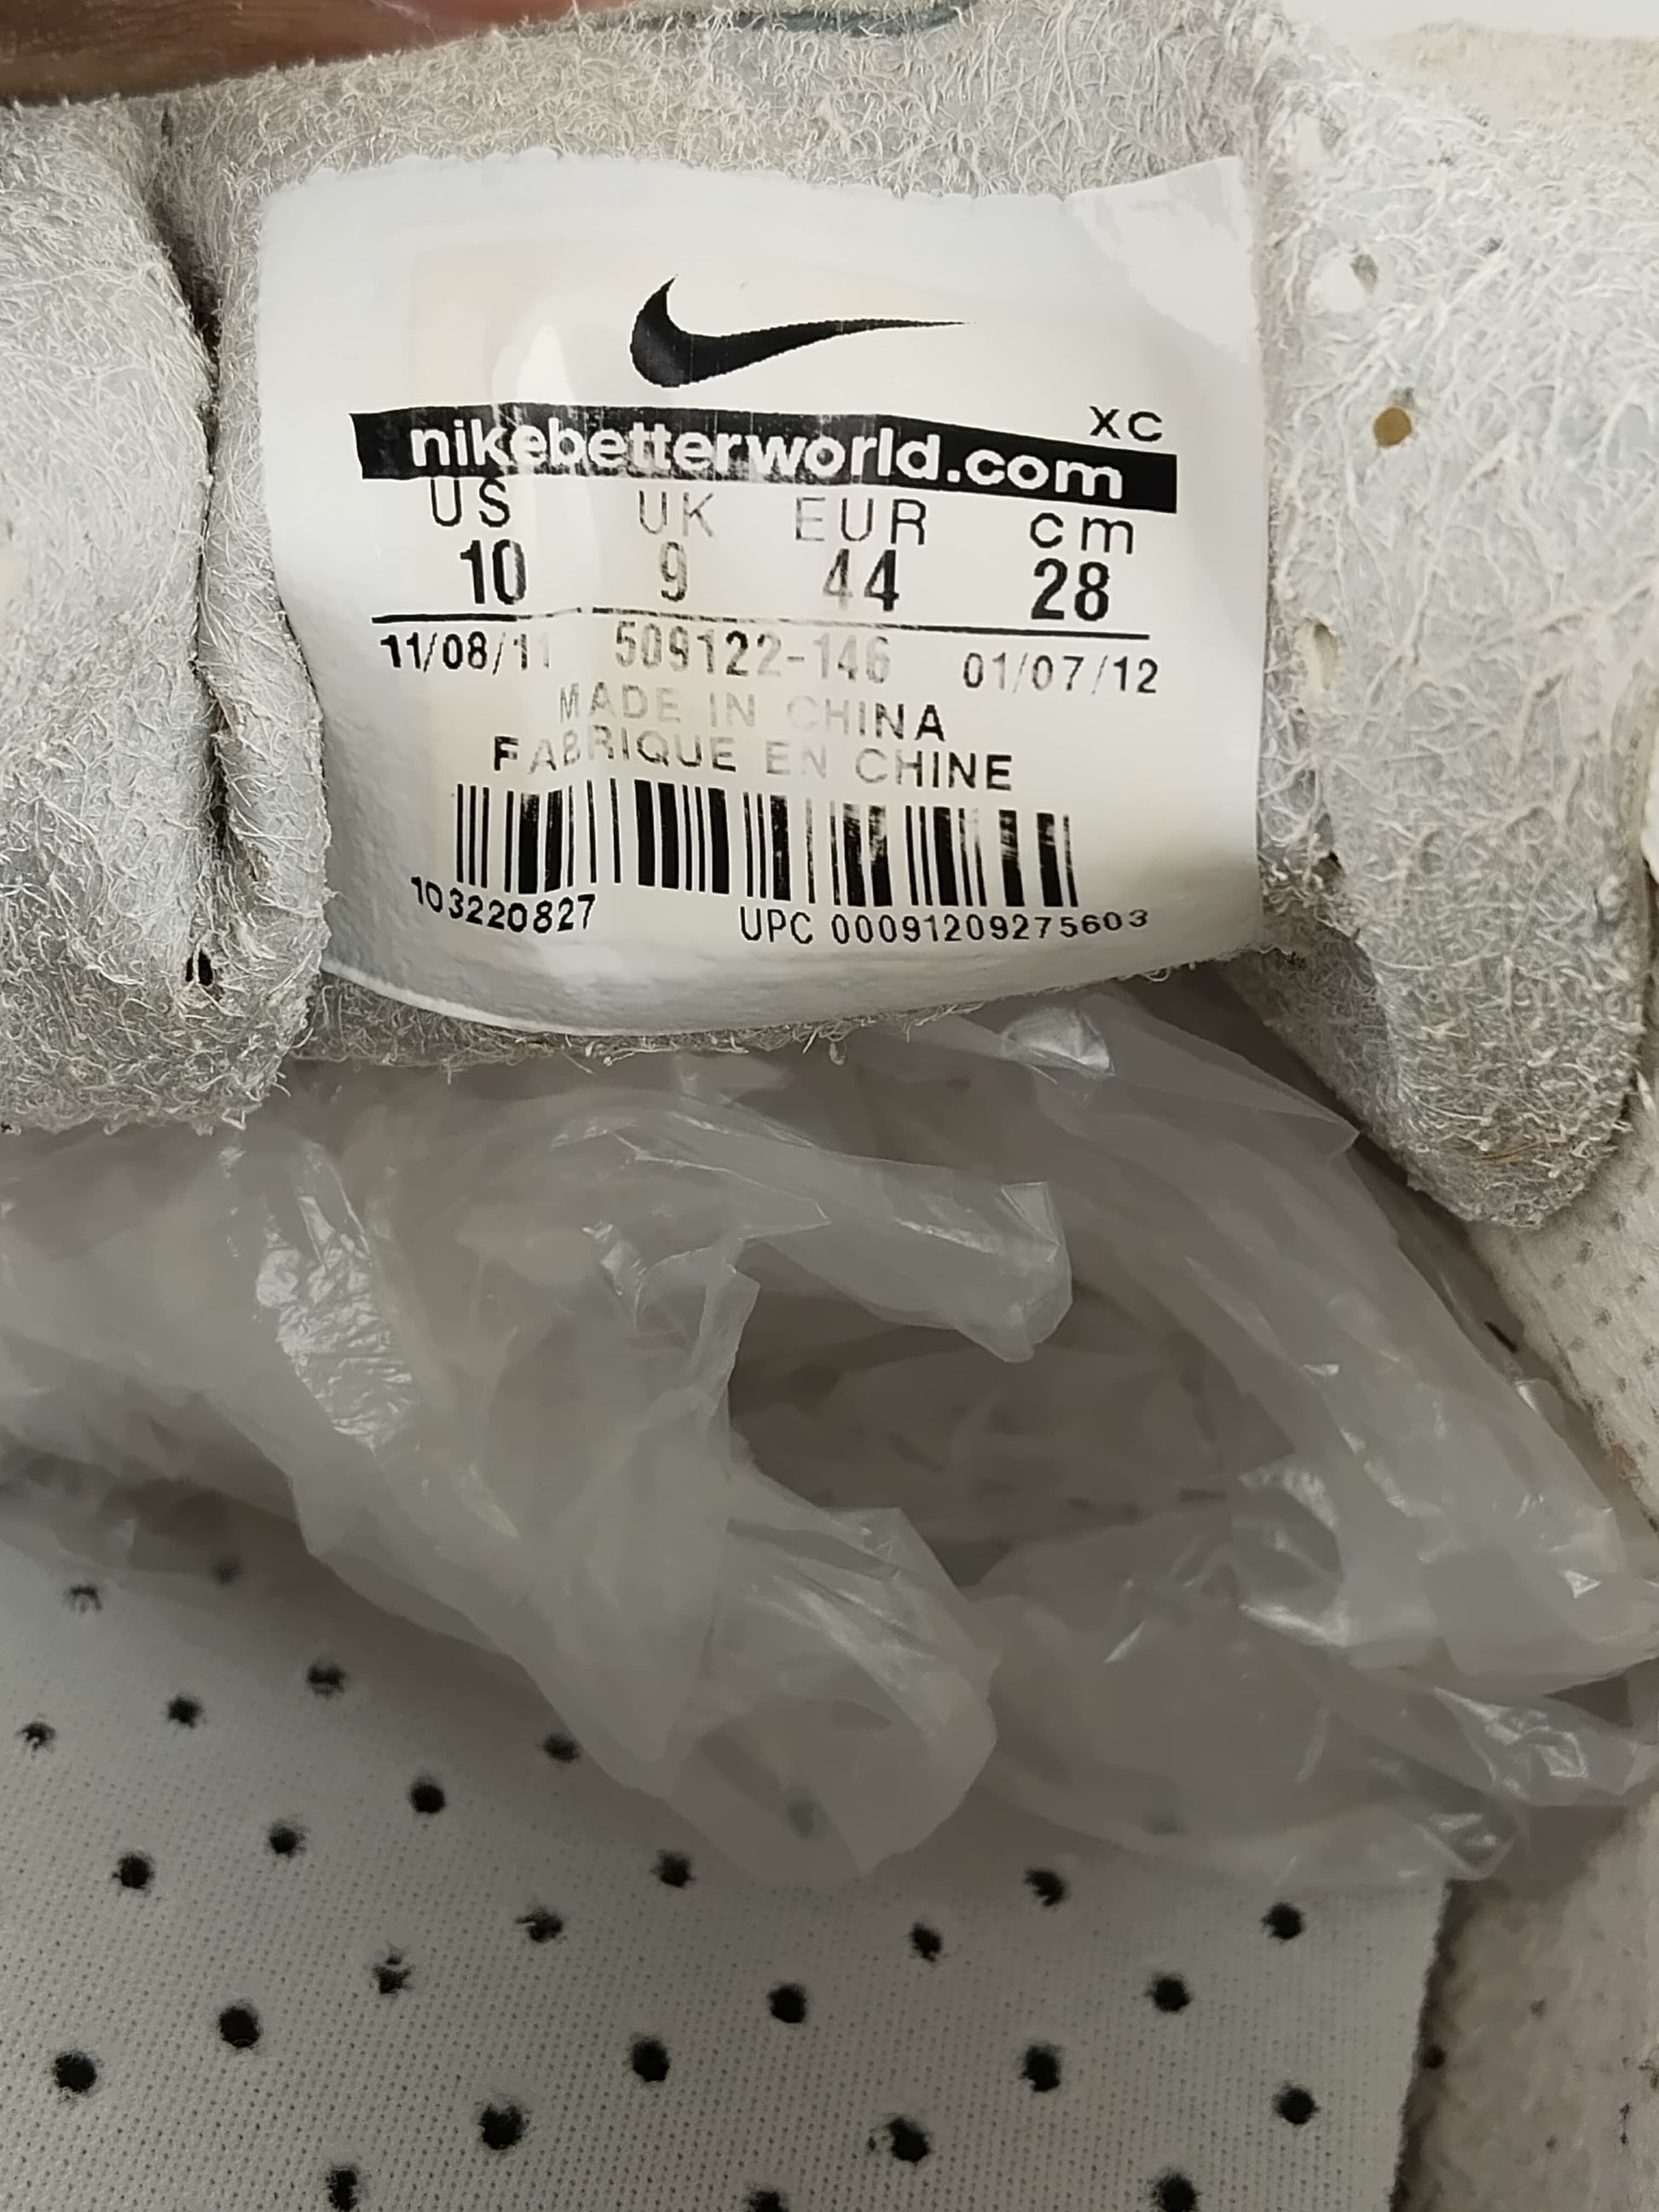 XC
nikebetterworld.com
US UK EUR cm
10 9 44 28
11/08/11 509122-146 01/07/12
MADE IN CHINA
FABRIQUE EN CHINE
103220827 UPC 00091209275603